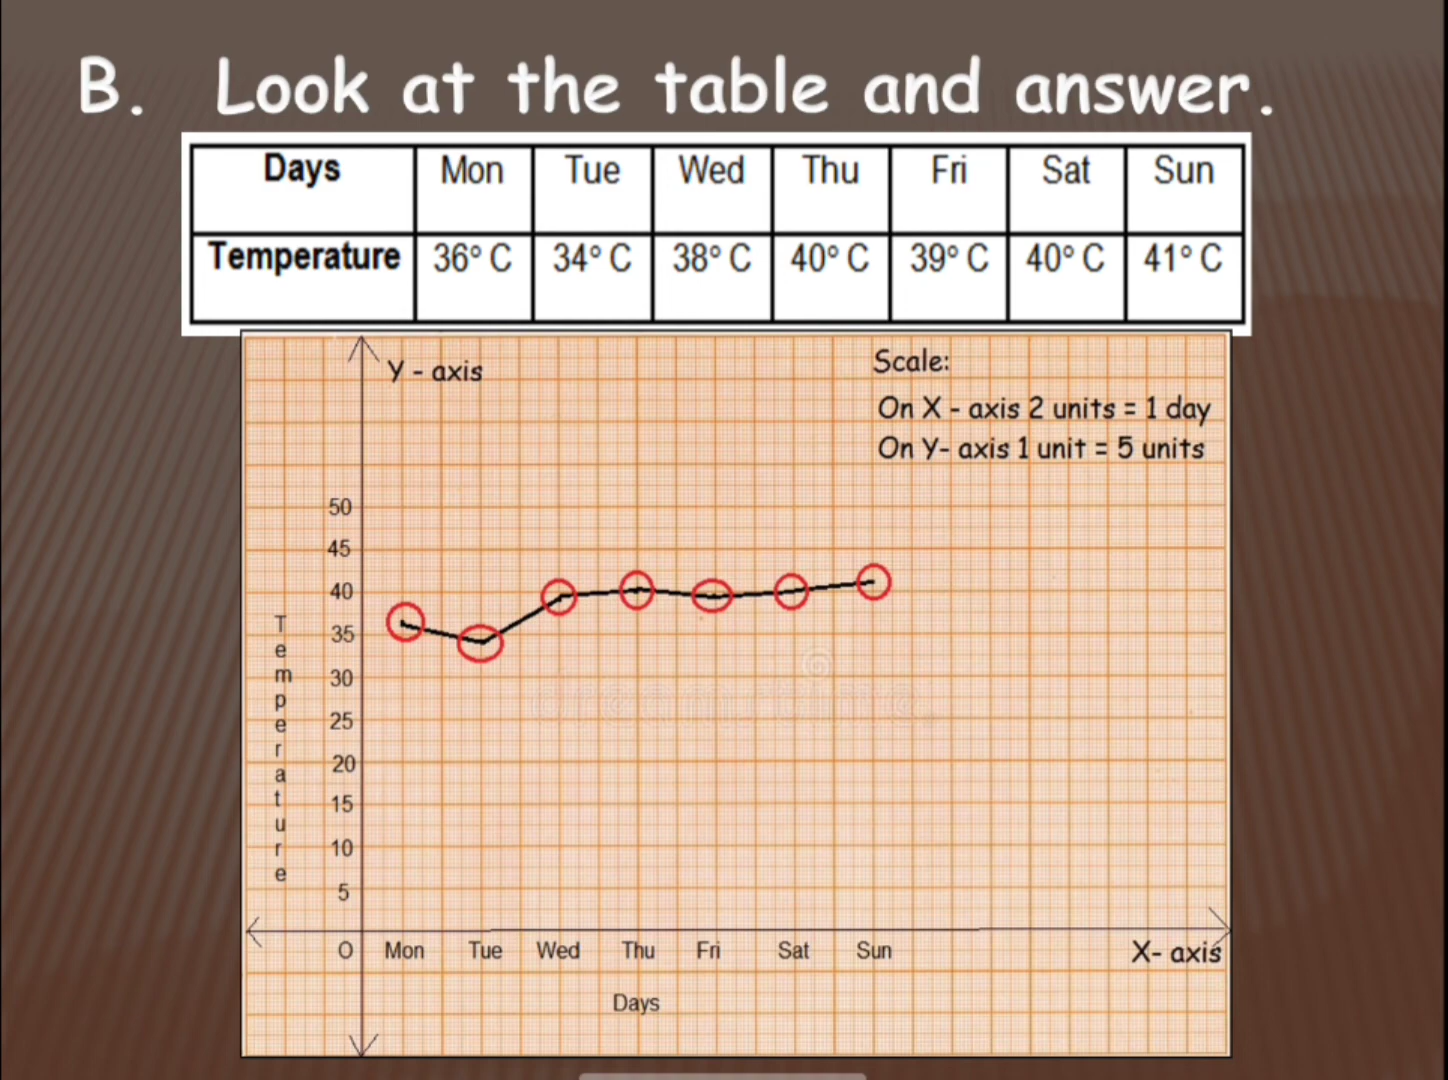 B. Look at the table and answer.
Days Mon Tue Wed Thu Fri Sat Sun
Temperature 36° C 34° C 38° C 40° C 39° C 40° C 41° C
Y - axis
Scale:
On X - axis 2 units = 1 day
On Y- axis 1 unit = 5 units
50
45
40
35
30
25
20
15
10
5
Temperature
O Mon Tue Wed Thu Fri Sat Sun
X- axis
Days